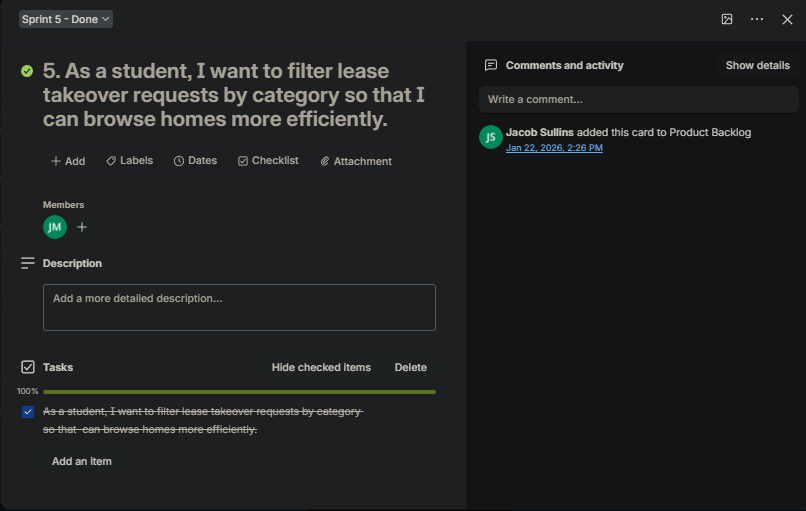 Sprint 5 - Done
5. As a student, I want to filter lease
takeover requests by category so that I
can browse homes more efficiently.
Add
Labels
Dates
Checklist
Attachment
Members
JM
Description
Add a more detailed description...
Tasks
Hide checked items
Delete
100%
As a student, I want to filter lease takeover requests by category
so that can browse homes more efficiently.
Add an item
Comments and activity
Show details
Write a comment...
JS
Jacob Sullins added this card to Product Backlog
Jan 22, 2026, 2:26 PM